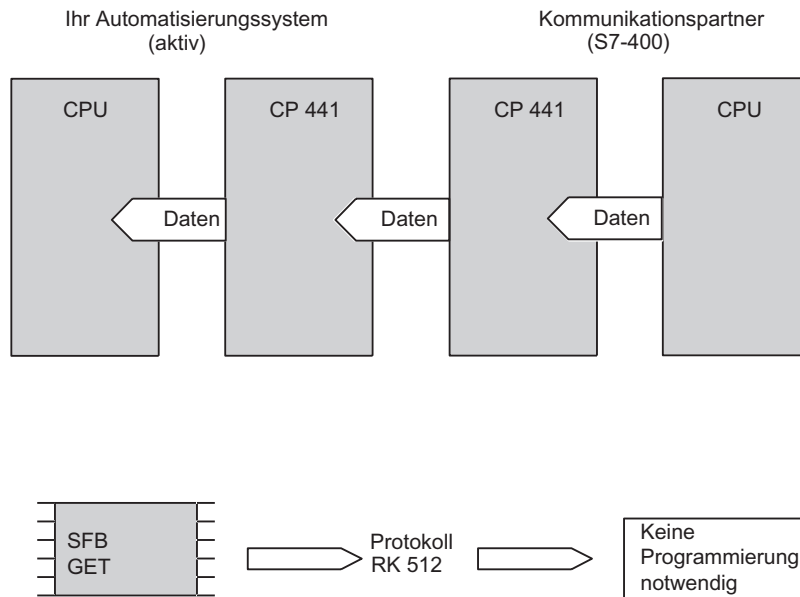 Ihr Automatisierungssystem
(aktiv)
Kommunikationspartner
(S7-400)
CPU
CP 441
CP 441
CPU
Daten
Daten
Daten
SFB
GET
Protokoll
RK 512
Keine
Programmierung
notwendig